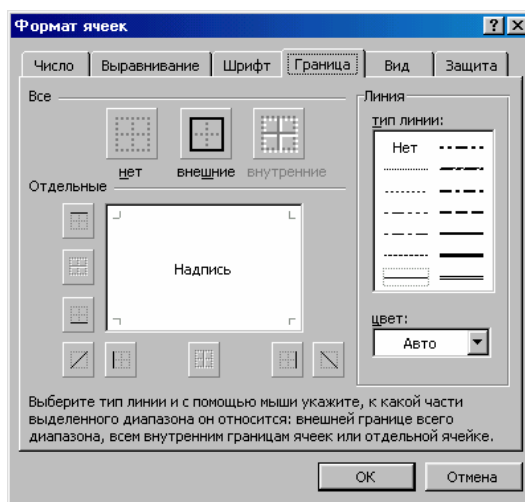 Формат ячеек
Число Выравнивание Шрифт Граница Вид Защита
Все
нет внешние внутренние
Отдельные
Надпись
Линия
тип линии:
Нет
цвет:
Авто
Выберите тип линии и с помощью мыши укажите, к какой части
выделенного диапазона он относится: внешней границе всего
диапазона, всем внутренним границам ячеек или отдельной ячейке.
ОК Отмена